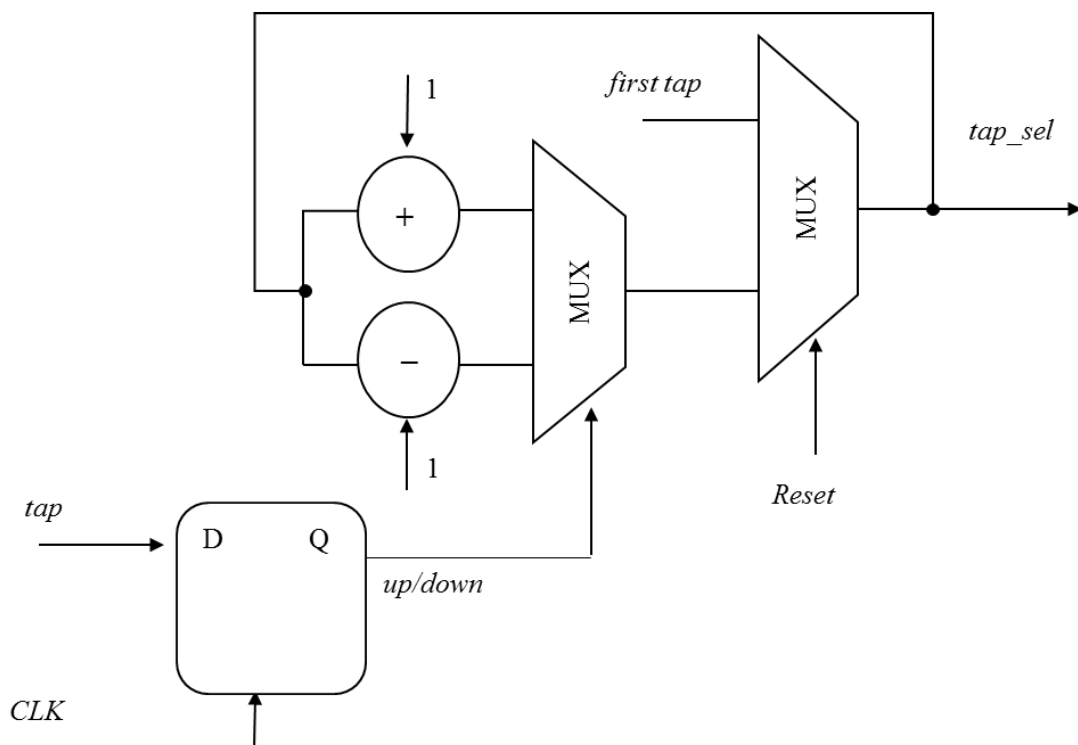 1
first tap
tap_sel
+
MUX
MUX
−
1
Reset
tap
D Q
up/down
CLK